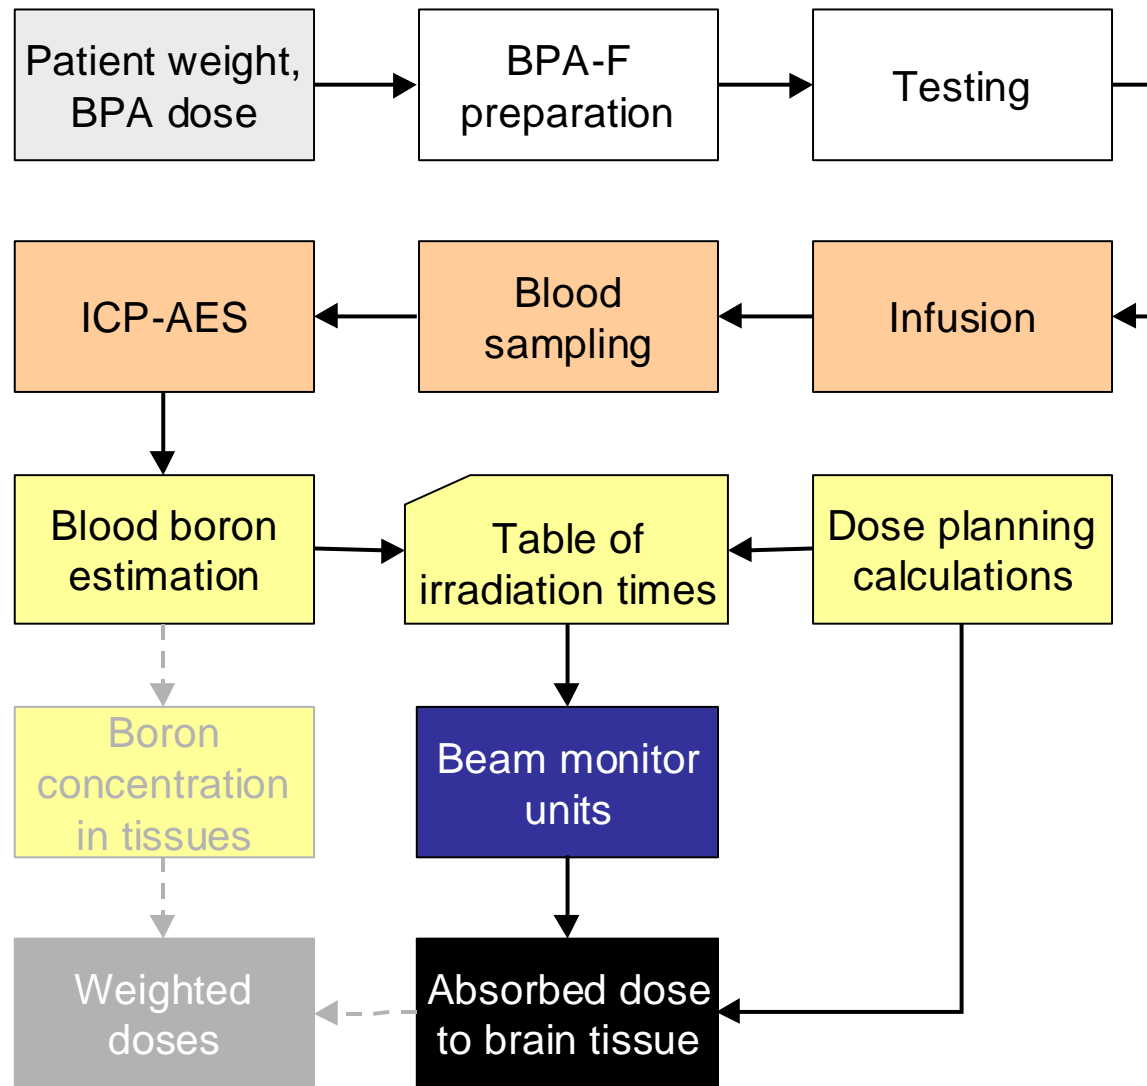 Patient weight,
BPA dose
BPA-F
preparation
Testing
ICP-AES
Blood
sampling
Infusion
Blood boron
estimation
Table of
irradiation times
Dose planning
calculations
Boron
concentration
in tissues
Beam monitor
units
Weighted
doses
Absorbed dose
to brain tissue